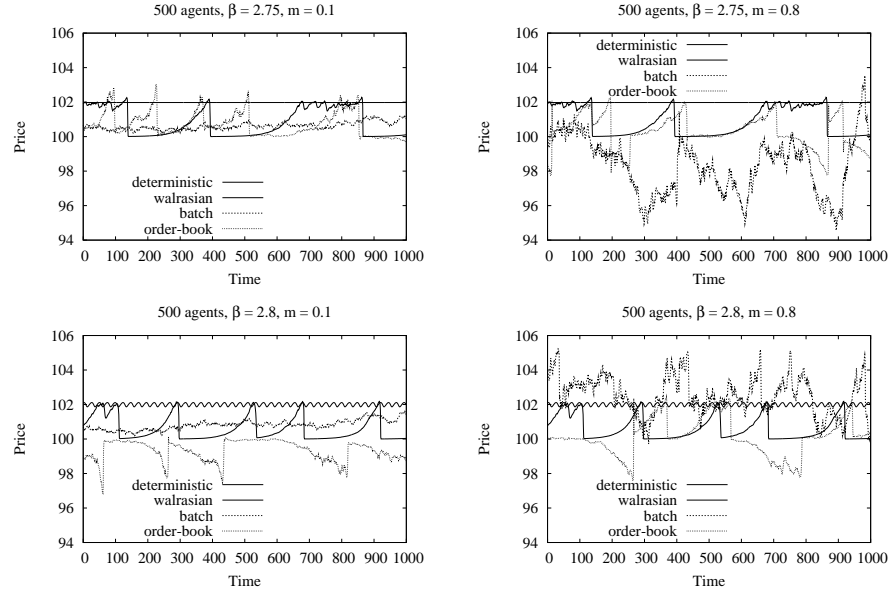 500 agents, β = 2.75, m = 0.1
106
104
102
100
98
96
94
Price
deterministic
walrasian
batch
order-book
0 100 200 300 400 500 600 700 800 900 1000
Time
500 agents, β = 2.75, m = 0.8
106
104
102
100
98
96
94
Price
deterministic
walrasian
batch
order-book
0 100 200 300 400 500 600 700 800 900 1000
Time
500 agents, β = 2.8, m = 0.1
106
104
102
100
98
96
94
Price
deterministic
walrasian
batch
order-book
0 100 200 300 400 500 600 700 800 900 1000
Time
500 agents, β = 2.8, m = 0.8
106
104
102
100
98
96
94
Price
deterministic
walrasian
batch
order-book
0 100 200 300 400 500 600 700 800 900 1000
Time